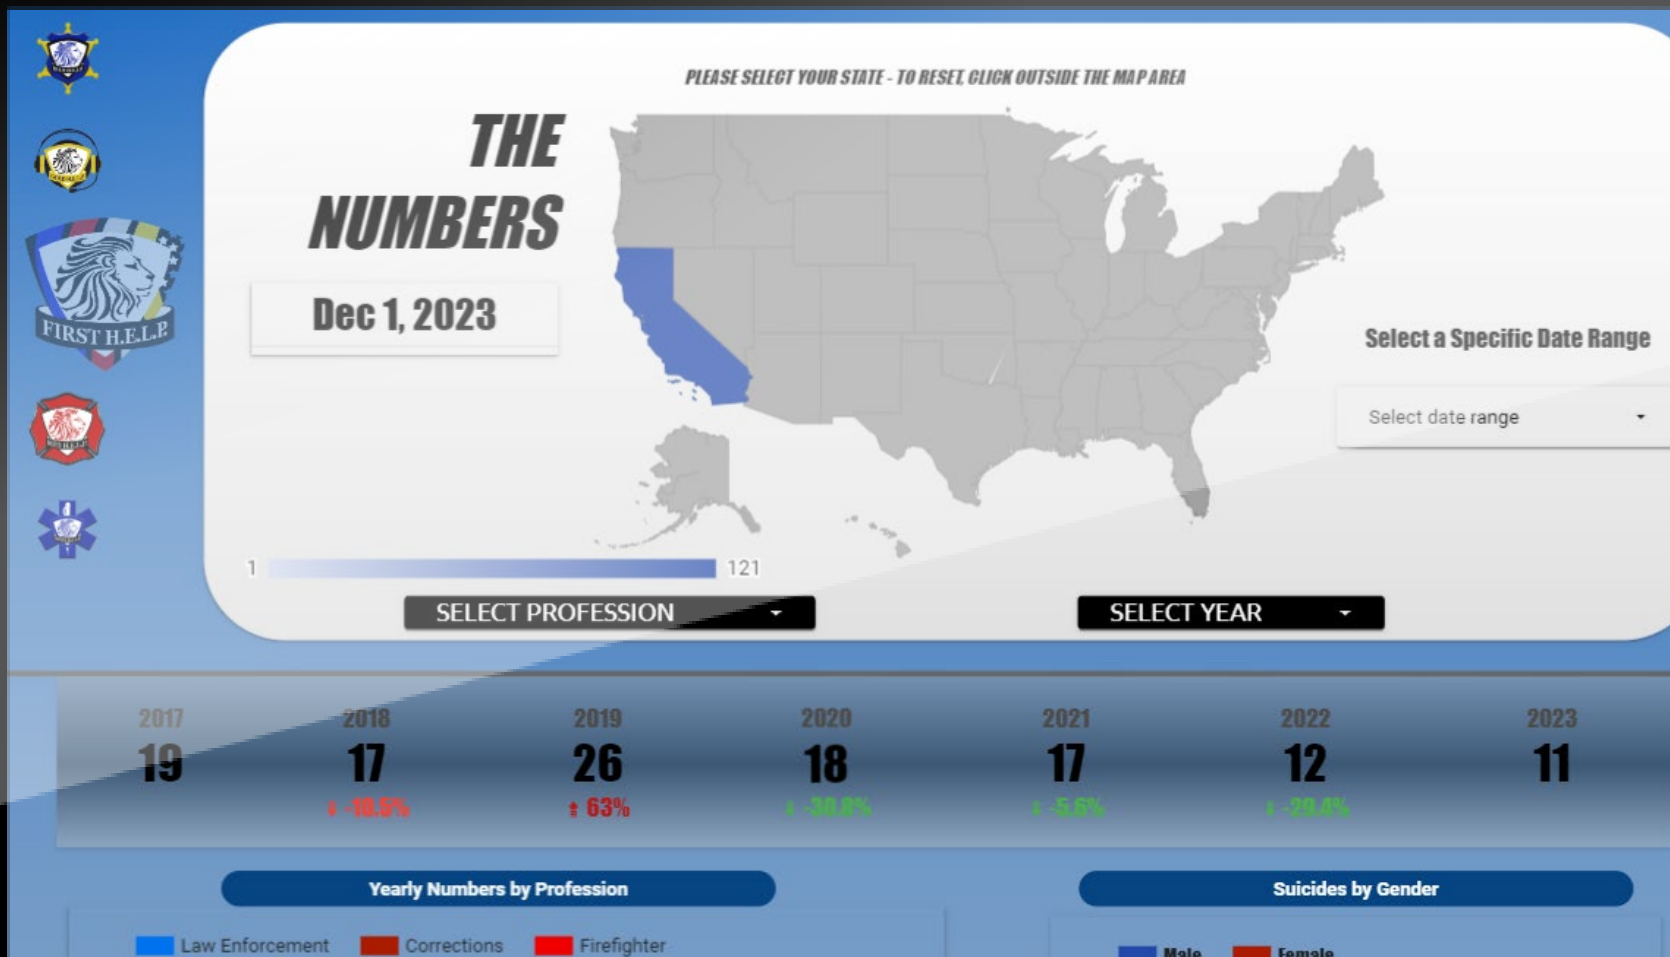 PLEASE SELECT YOUR STATE - TO RESET, CLICK OUTSIDE THE MAP AREA
THE
NUMBERS
Dec 1, 2023
FIRST H.E.L.P.
Select a Specific Date Range
Select date range
1 121
SELECT PROFESSION
SELECT YEAR
2017 2018 2019 2020 2021 2022 2023
19 17 26 18 17 12 11
-10.5% 63% -30.8% -5.6% -29.4%
Yearly Numbers by Profession
Suicides by Gender
Law Enforcement Corrections Firefighter
Male Female